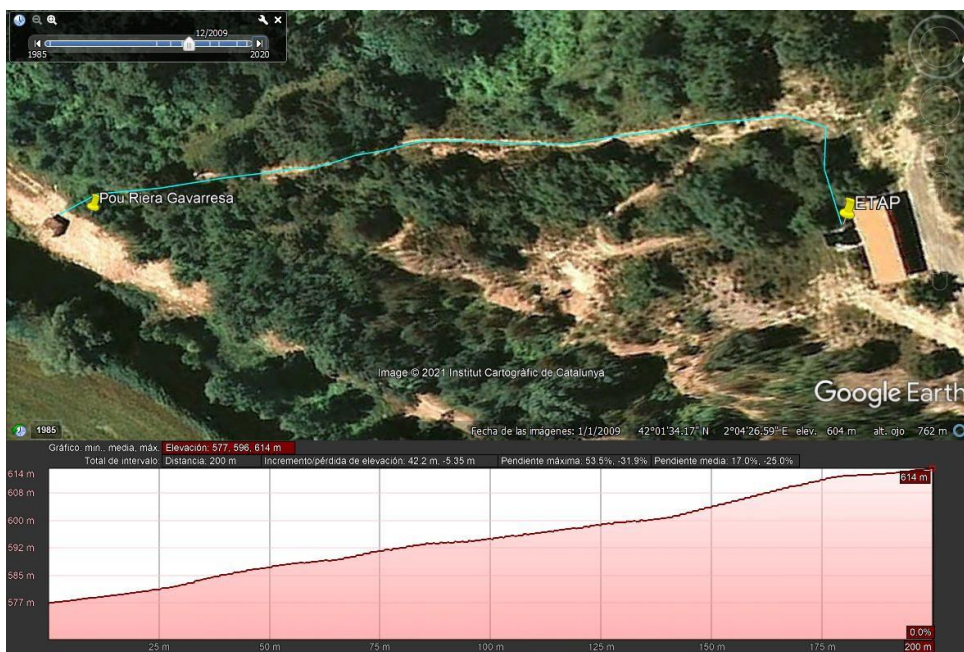 12/2009
1985 2020
Pou Riera Gavarresa
ETAP
Image © 2021 Institut Cartogràfic de Catalunya
Google Earth
1985
Fecha de las imágenes: 1/1/2009 42°01'34.17" N 2°04'26.59" E elev. 604 m alt. ojo 762 m
Gráfico: min., media, máx. Elevación: 577, 596, 614 m
Total de intervalo: Distancia: 200 m Incremento/pérdida de elevación: 42.2 m, -5.35 m Pendiente máxima: 53.5%, -31.9% Pendiente media: 17.0%, -25.0%
614 m 614 m
608 m
600 m
592 m
585 m
577 m
0.0%
25 m 50 m 75 m 100 m 125 m 150 m 175 m 200 m